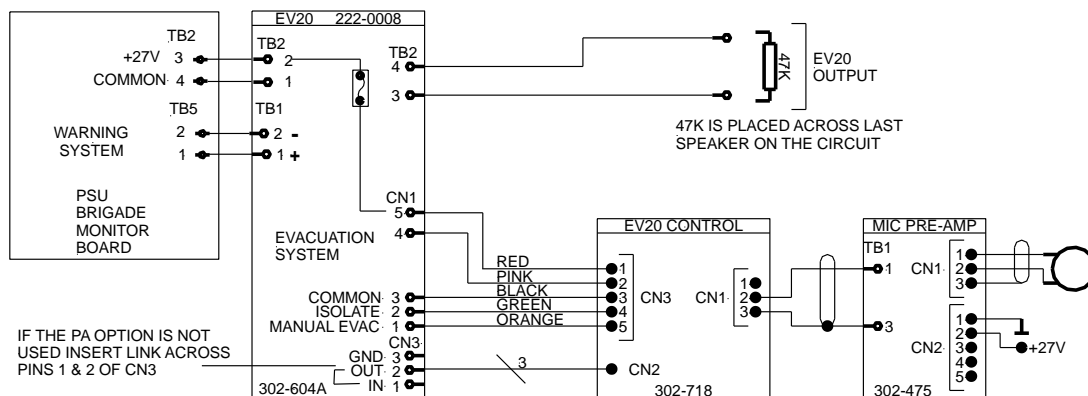 EV20 222-0008
TB2
+27V 3
COMMON 4
TB5
WARNING
SYSTEM
2
1
PSU
BRIGADE
MONITOR
BOARD
TB2
2
1
TB1
2 -
1 +
TB2
4
3
47K
EV20
OUTPUT
47K IS PLACED ACROSS LAST
SPEAKER ON THE CIRCUIT
CN1
5
4
EVACUATION
SYSTEM
COMMON 3
ISOLATE 2
MANUAL EVAC 1
CN3
GND 3
OUT 2
IN 1
302-604A
IF THE PA OPTION IS NOT
USED INSERT LINK ACROSS
PINS 1 & 2 OF CN3
RED
PINK
BLACK
GREEN
ORANGE
3
EV20 CONTROL
1
2
3
4
5
CN3
CN1
1
2
3
CN2
302-718
MIC PRE-AMP
TB1
1
3
CN1
1
2
3
CN2
1
2
3
4
5
+27V
302-475